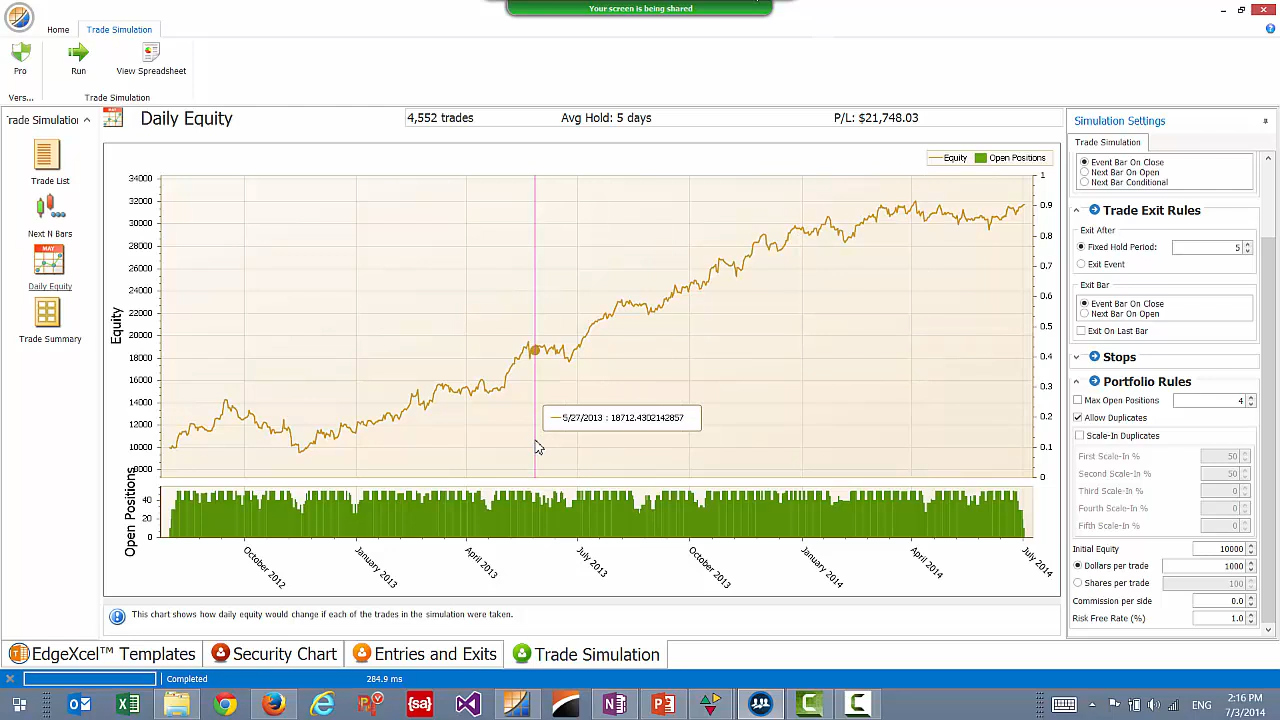 Your screen is being shared
Home
Trade Simulation
Pro
Run
View Spreadsheet
Vers...
Trade Simulation
Trade Simulation
Daily Equity
4,552 trades
Avg Hold: 5 days
P/L: $21,748.03
Simulation Settings
Trade Simulation
Trade List
Next N Bars
MAY
Daily Equity
Trade Summary
Equity
Open Positions
34000
32000
30000
28000
26000
24000
22000
20000
18000
16000
14000
12000
10000
8000
Equity
1
0.9
0.8
0.7
0.6
0.5
0.4
0.3
0.2
0.1
0
5/27/2013 : 18712.4302142857
Open Positions
40
20
0
October 2012
January 2013
April 2013
July 2013
October 2013
January 2014
April 2014
July 2014
This chart shows how daily equity would change if each of the trades in the simulation were taken.
Event Bar On Close
Next Bar On Open
Next Bar Conditional
Trade Exit Rules
Exit After
Fixed Hold Period: 5
Exit Event
Exit Bar
Event Bar On Close
Next Bar On Open
Exit On Last Bar
Stops
Portfolio Rules
Max Open Positions 4
Allow Duplicates
Scale-In Duplicates
First Scale-In % 50
Second Scale-In % 50
Third Scale-In % 0
Fourth Scale-In % 0
Fifth Scale-In % 0
Initial Equity 10000
Dollars per trade 1000
Shares per trade 100
Commission per side 0.0
Risk Free Rate (%) 1.0
EdgeXcel™ Templates
Security Chart
Entries and Exits
Trade Simulation
Completed
284.9 ms
{sa}
ENG
2:16 PM
7/3/2014